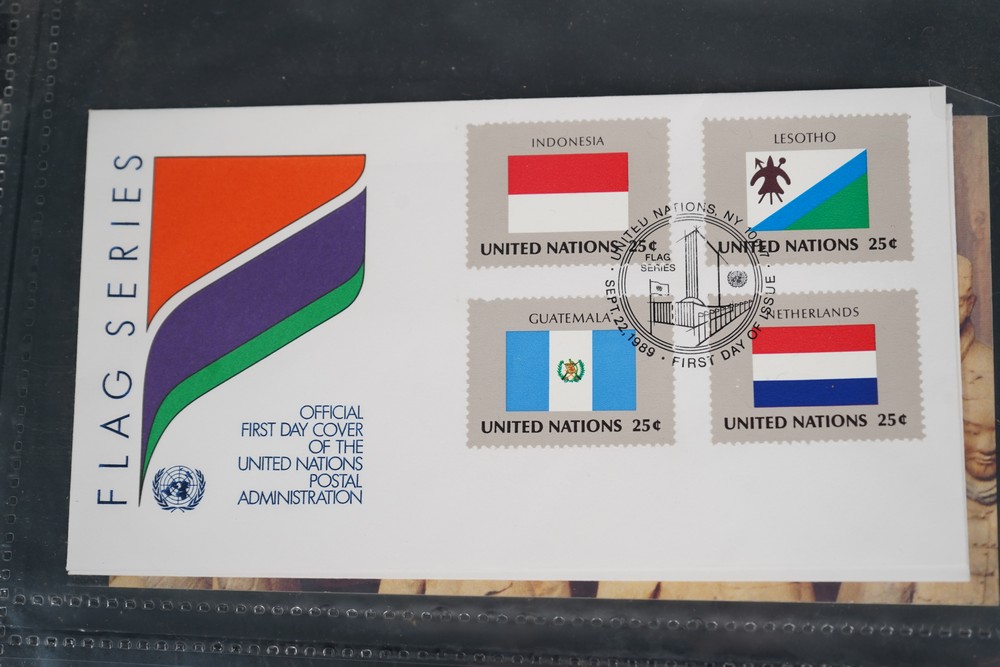 FLAG SERIES
OFFICIAL
FIRST DAY COVER
OF THE
UNITED NATIONS
POSTAL
ADMINISTRATION
INDONESIA
UNITED NATIONS 25¢
LESOTHO
UNITED NATIONS 25¢
GUATEMALA
UNITED NATIONS 25¢
NETHERLANDS
UNITED NATIONS 25¢
UNITED NATIONS, NY 10017
FLAG
SERIES
SEPT. 22, 1989 · FIRST DAY OF ISSUE ·